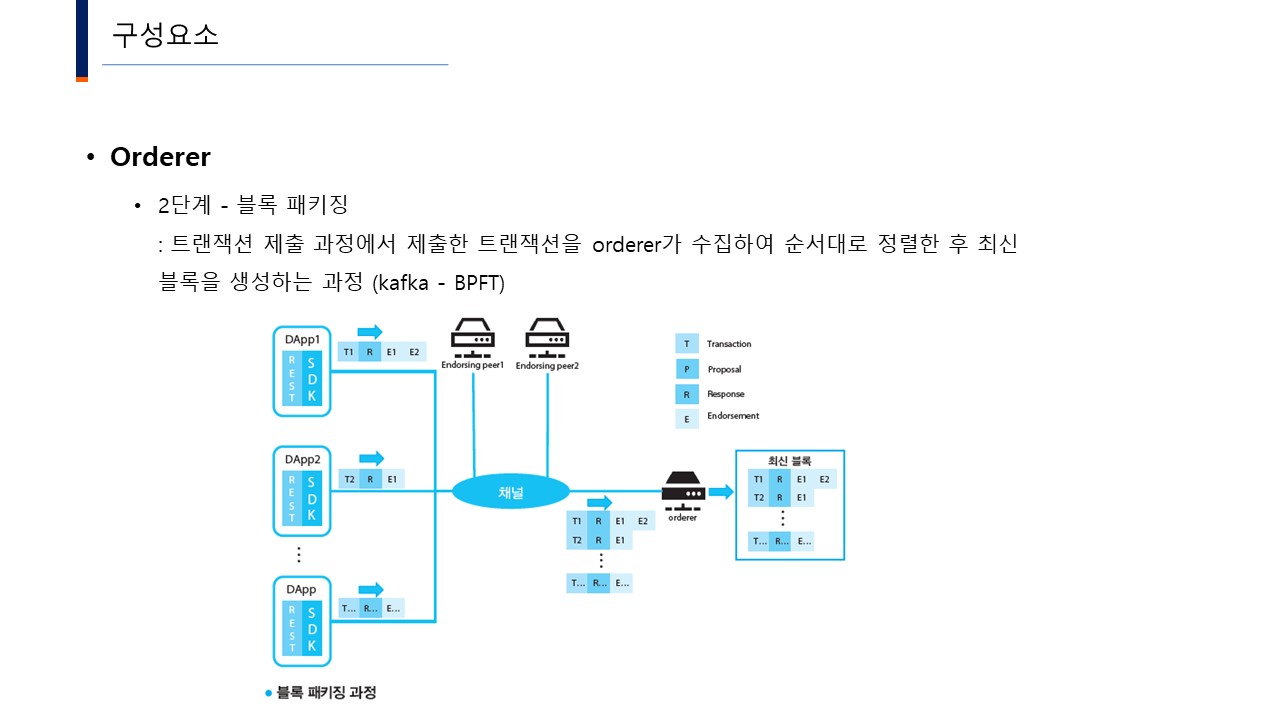 구성요소
• Orderer
• 2단계 - 블록 패키징
: 트랜잭션 제출 과정에서 제출한 트랜잭션을 orderer가 수집하여 순서대로 정렬한 후 최신
블록을 생성하는 과정 (kafka - BPFT)
DApp1
REST
SDK
T1 R E1 E2
Endorsing peer1
Endorsing peer2
T Transaction
P Proposal
R Response
E Endorsement
DApp2
REST
SDK
T2 R E1
채널
T1 R E1 E2
T2 R E1
⋮
T... R... E...
orderer
최신 블록
T1 R E1 E2
T2 R E1
⋮
T... R... E...
⋮
DApp
REST
SDK
T... R... E...
● 블록 패키징 과정